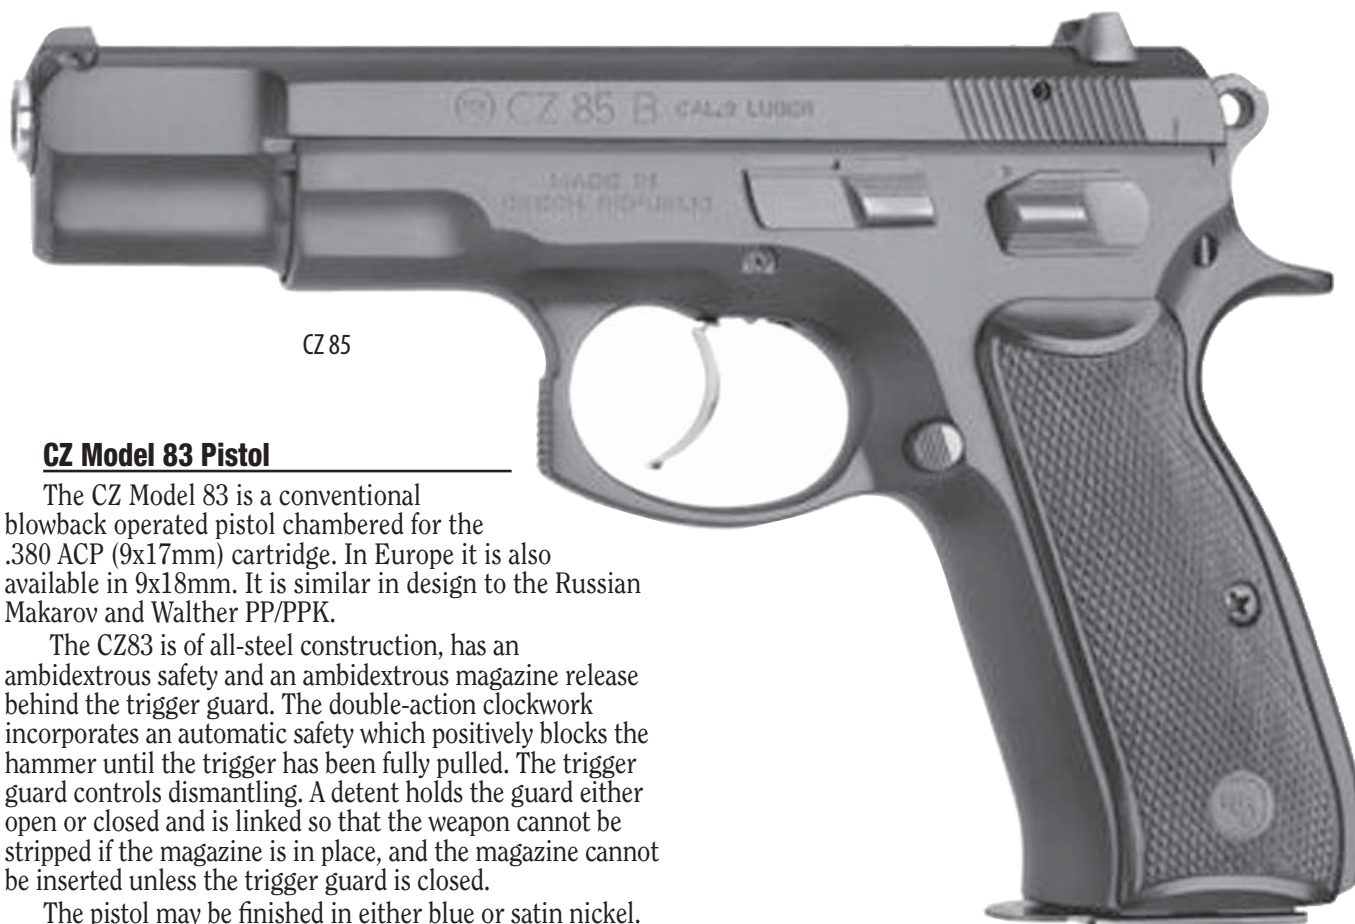 CZ 85 B CAL.9 LUGER
MADE IN
CZECH REPUBLIC
CZ 85
CZ Model 83 Pistol
The CZ Model 83 is a conventional
blowback operated pistol chambered for the
.380 ACP (9x17mm) cartridge. In Europe it is also
available in 9x18mm. It is similar in design to the Russian
Makarov and Walther PP/PPK.
The CZ83 is of all-steel construction, has an
ambidextrous safety and an ambidextrous magazine release
behind the trigger guard. The double-action clockwork
incorporates an automatic safety which positively blocks the
hammer until the trigger has been fully pulled. The trigger
guard controls dismantling. A detent holds the guard either
open or closed and is linked so that the weapon cannot be
stripped if the magazine is in place, and the magazine cannot
be inserted unless the trigger guard is closed.
The pistol may be finished in either blue or satin nickel.